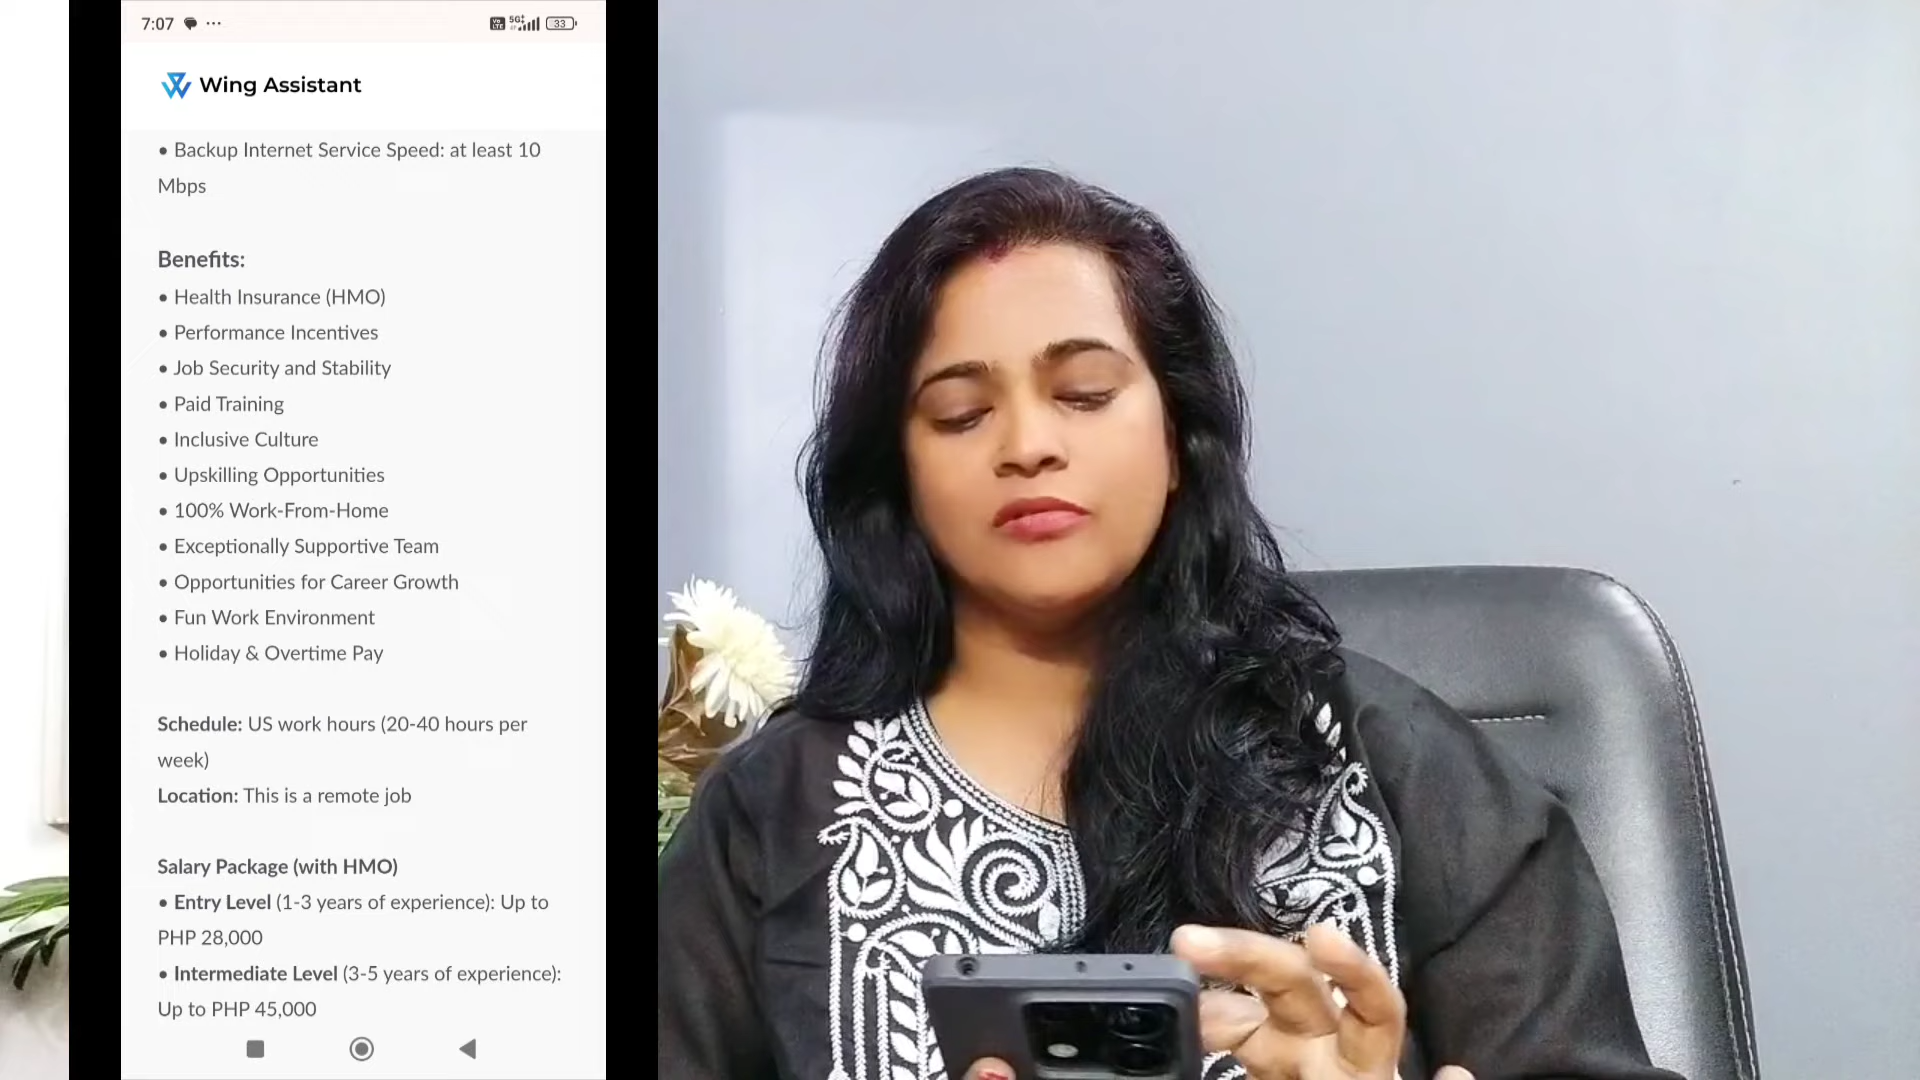 7:07
33
Wing Assistant
• Backup Internet Service Speed: at least 10
Mbps
Benefits:
• Health Insurance (HMO)
• Performance Incentives
• Job Security and Stability
• Paid Training
• Inclusive Culture
• Upskilling Opportunities
• 100% Work-From-Home
• Exceptionally Supportive Team
• Opportunities for Career Growth
• Fun Work Environment
• Holiday & Overtime Pay
Schedule: US work hours (20-40 hours per
week)
Location: This is a remote job
Salary Package (with HMO)
• Entry Level (1-3 years of experience): Up to
PHP 28,000
• Intermediate Level (3-5 years of experience):
Up to PHP 45,000